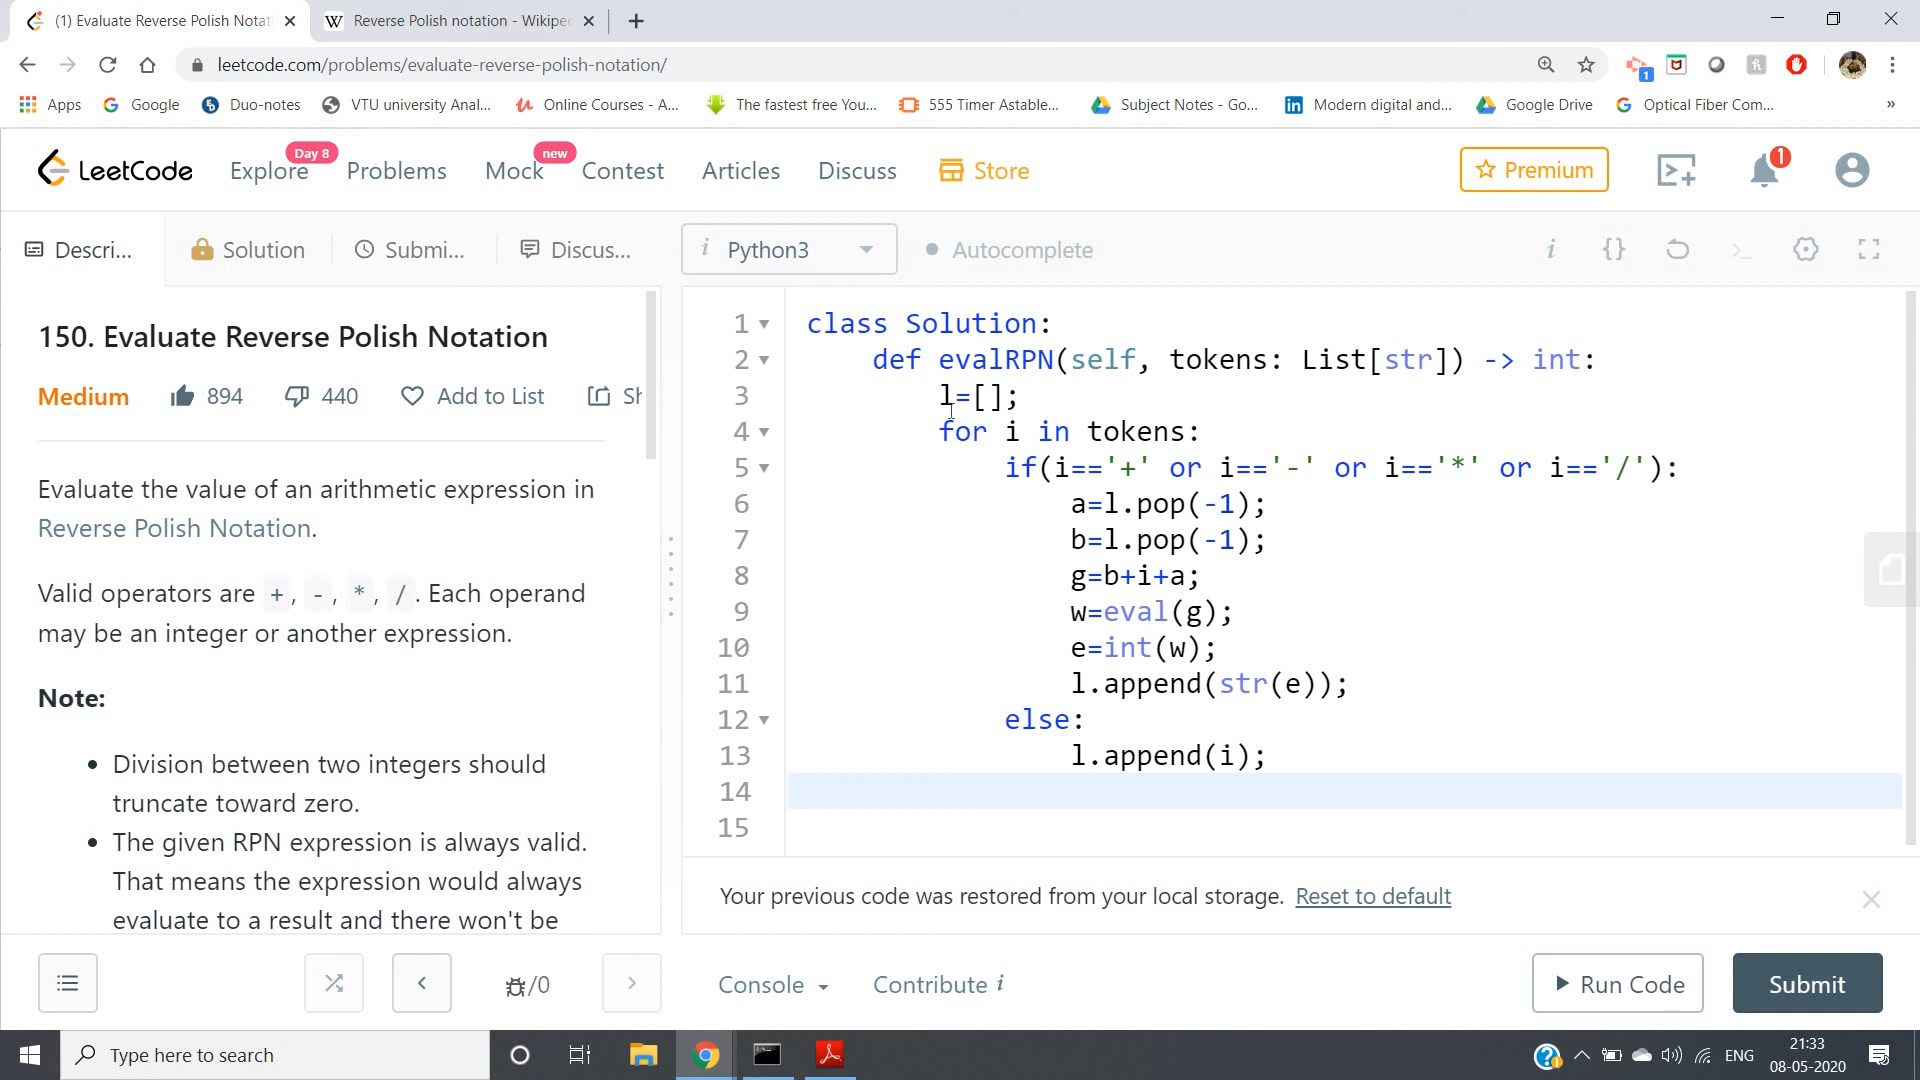 (1) Evaluate Reverse Polish Notat
W Reverse Polish notation - Wikipe
leetcode.com/problems/evaluate-reverse-polish-notation/
1
Apps Google Duo-notes VTU university Anal... Online Courses - A... The fastest free You... 555 Timer Astable... Subject Notes - Go... Modern digital and... Google Drive Optical Fiber Com... »
LeetCode Explore Day 8 Problems Mock new Contest Articles Discuss Store Premium 1
Descri... Solution Submi... Discus...
i Python3 Autocomplete i {}
150. Evaluate Reverse Polish Notation
Medium 894 440 Add to List Sh
Evaluate the value of an arithmetic expression in
Reverse Polish Notation.
Valid operators are +, -, *, /. Each operand
may be an integer or another expression.
Note:
• Division between two integers should
truncate toward zero.
• The given RPN expression is always valid.
That means the expression would always
evaluate to a result and there won't be
1 class Solution:
2 def evalRPN(self, tokens: List[str]) -> int:
3 l=[];
4 for i in tokens:
5 if(i=='+' or i=='-' or i=='*' or i=='/'):
6 a=l.pop(-1);
7 b=l.pop(-1);
8 g=b+i+a;
9 w=eval(g);
10 e=int(w);
11 l.append(str(e));
12 else:
13 l.append(i);
14
15
Your previous code was restored from your local storage. Reset to default
/0
Console Contribute i Run Code Submit
Type here to search
ENG
21:33
08-05-2020